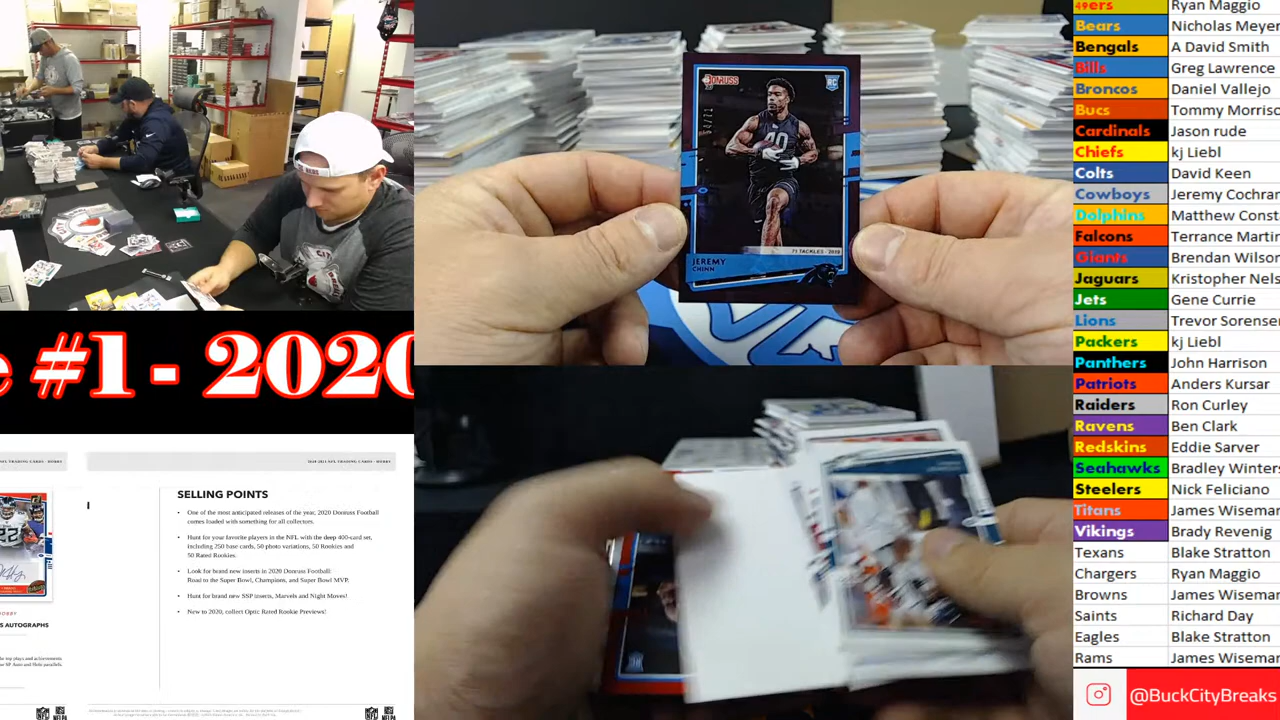 e #1 - 2020
SELLING POINTS
• One of the most anticipated releases of the year, 2020 Donruss Football
comes loaded with something for all collectors.
• Hunt for your favorite players in the NFL with the deep 400-card set,
including 250 base cards, 50 photo variations, 50 Rookies and
50 Rated Rookies.
• Look for brand new inserts in 2020 Donruss Football:
Road to the Super Bowl, Champions, and Super Bowl MVP.
• Hunt for brand new SSP inserts, Marvels and Night Moves!
• New to 2020, collect Optic Rated Rookie Previews!
S AUTOGRAPHS
DONRUSS
RC
40
71 TACKLES - 2019
JEREMY
CHINN
49ers Ryan Maggio
Bears Nicholas Meyer
Bengals A David Smith
Bills Greg Lawrence
Broncos Daniel Vallejo
Bucs Tommy Morriso
Cardinals Jason rude
Chiefs kj Liebl
Colts David Keen
Cowboys Jeremy Cochran
Dolphins Matthew Const
Falcons Terrance Martin
Giants Brendan Wilson
Jaguars Kristopher Nels
Jets Gene Currie
Lions Trevor Sorensen
Packers kj Liebl
Panthers John Harrison
Patriots Anders Kursar
Raiders Ron Curley
Ravens Ben Clark
Redskins Eddie Sarver
Seahawks Bradley Winters
Steelers Nick Feliciano
Titans James Wiseman
Vikings Brady Revenig
Texans Blake Stratton
Chargers Ryan Maggio
Browns James Wiseman
Saints Richard Day
Eagles Blake Stratton
Rams James Wiseman
@BuckCityBreaks